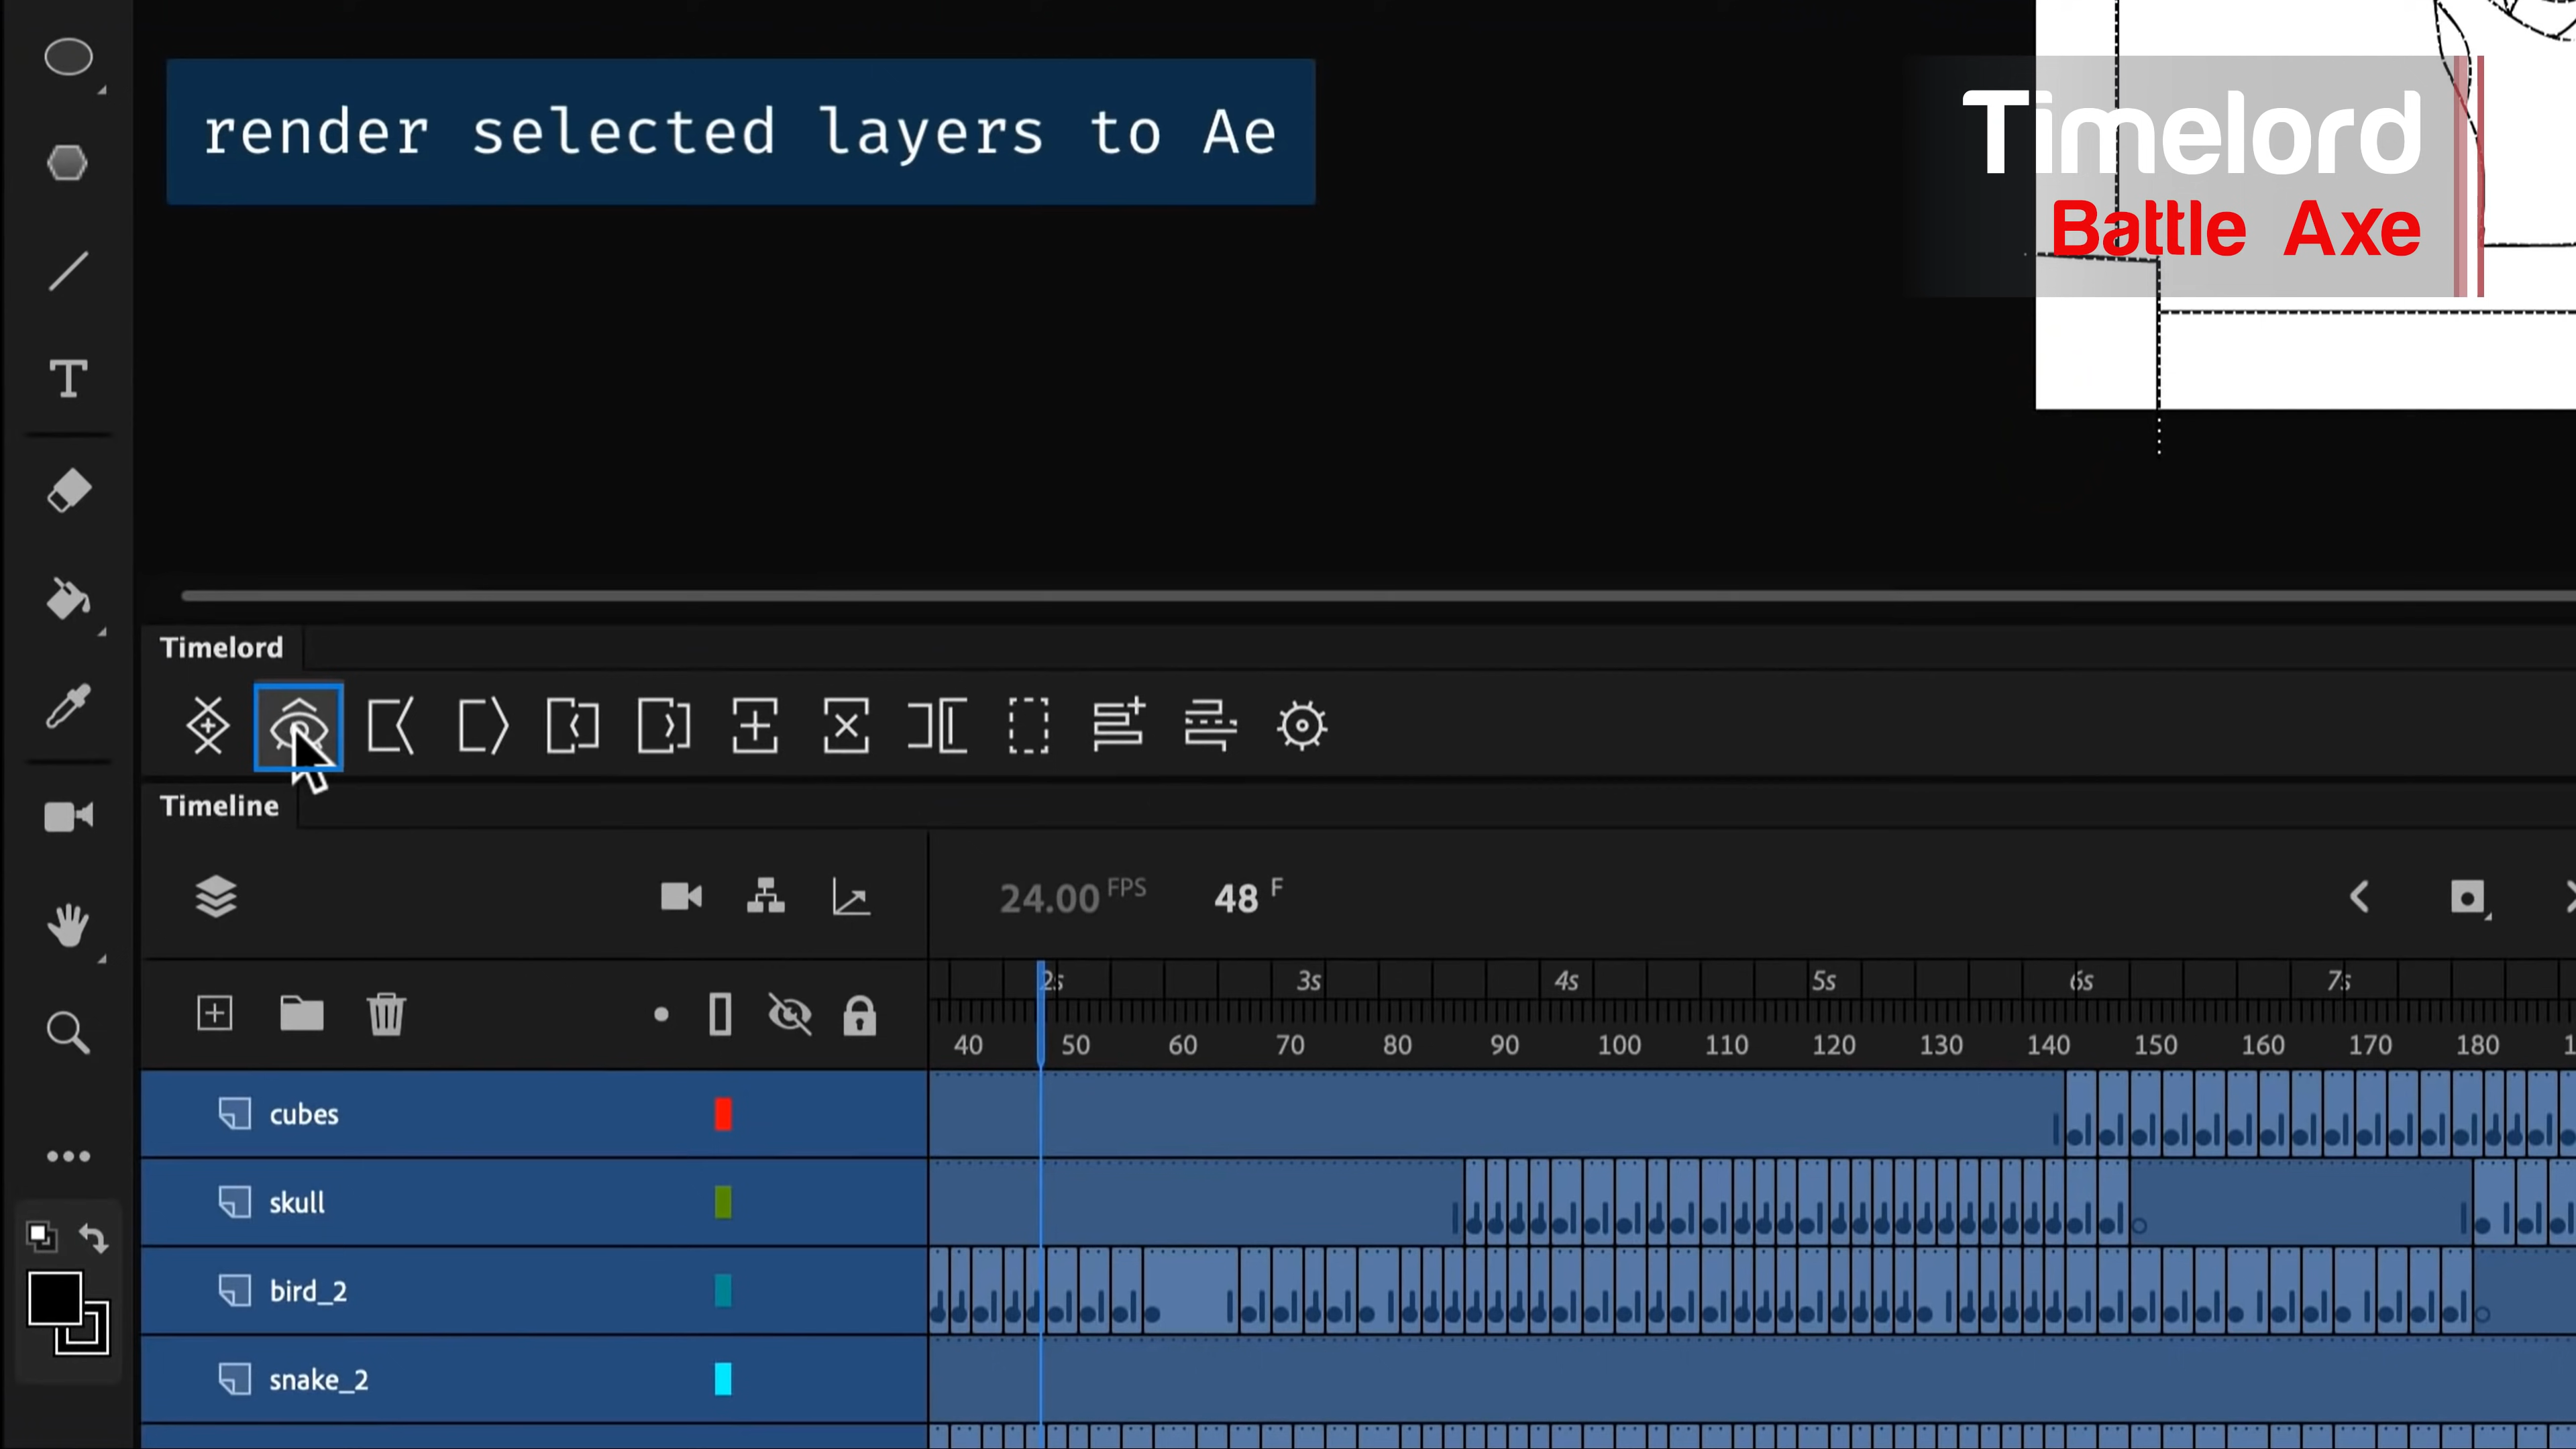 render selected layers to Ae
Timelord
Battle Axe
T
Timelord
Timeline
24.00 FPS 48 F
2s 3s 4s 5s 6s 7s
40 50 60 70 80 90 100 110 120 130 140 150 160 170 180
cubes
skull
bird_2
snake_2